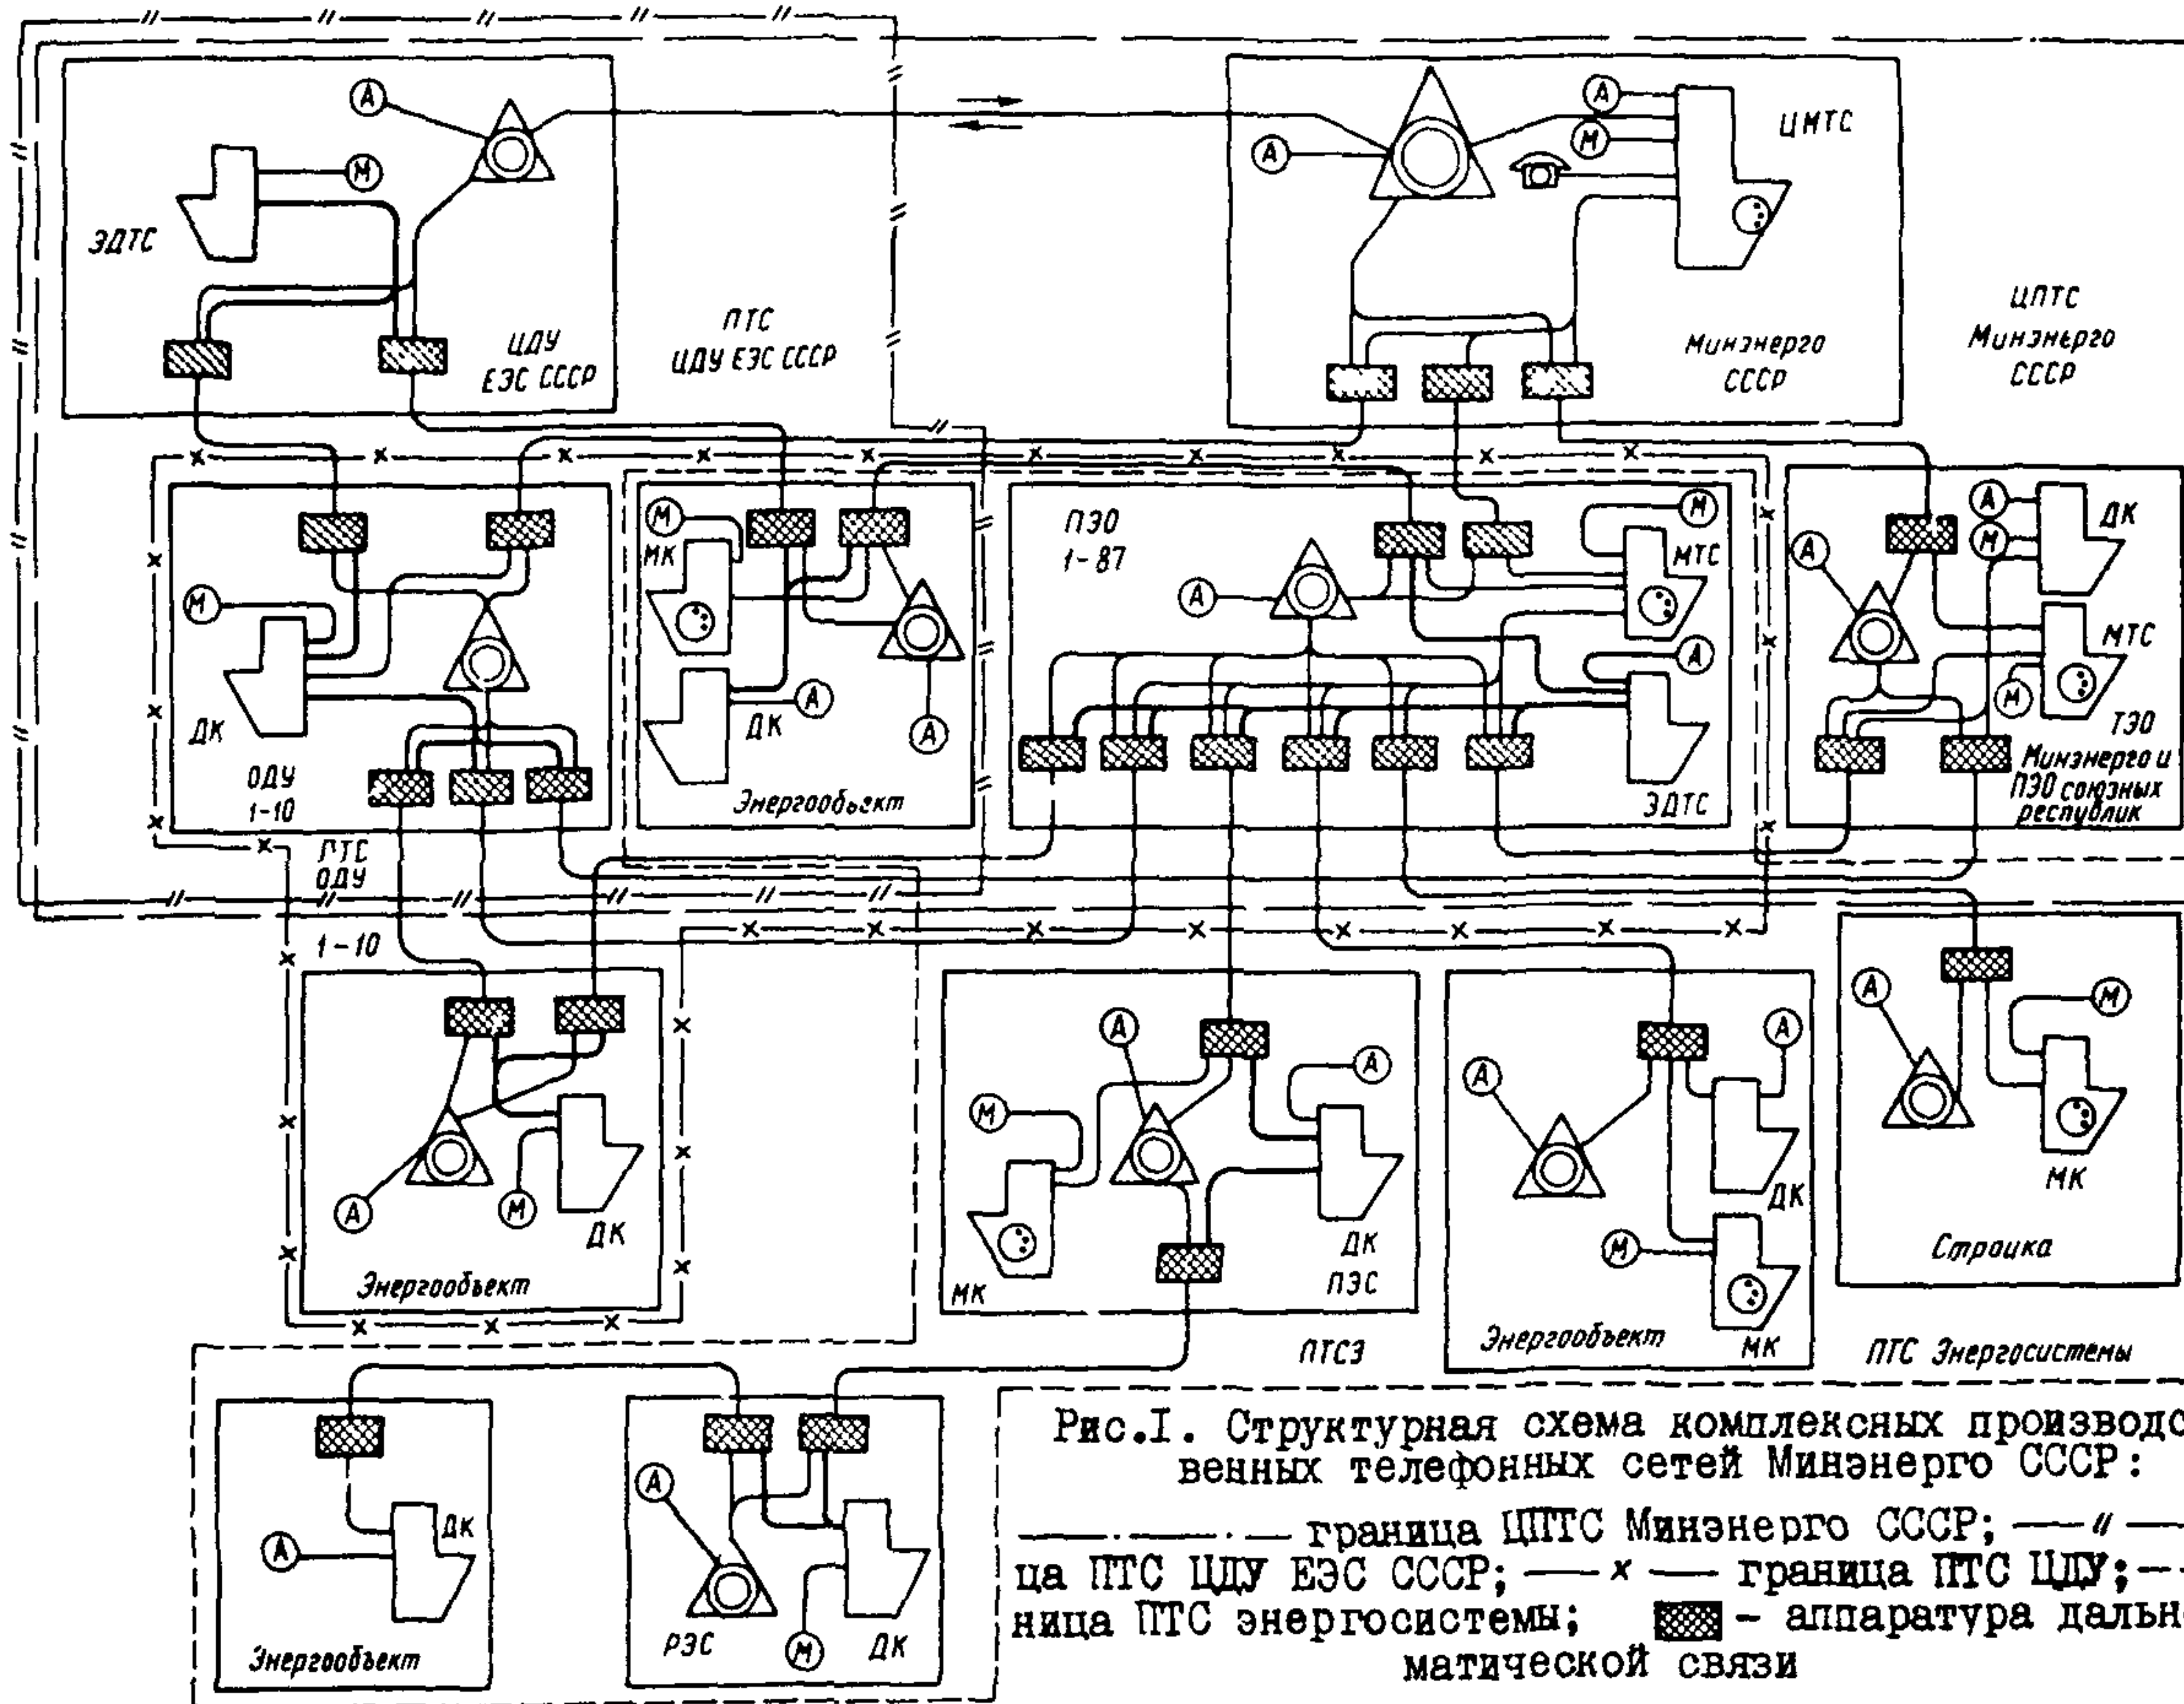 А
А
ЦМТС
М
А
М
ЭДТС
ЦДУ
ЕЭС СССР
ПТС
ЦДУ ЕЭС СССР
Минэнерго
СССР
ЦПТС
Минэнерго
СССР
М
ДК
ОДУ
1-10
М
МК
ДК
А
А
Энергообъект
ПЭО
1-87
А
М
МТС
А
ЭДТС
А
М
ДК
А
МТС
М
ТЭО
Минэнерго и
ПЭО союзных
республик
ПТС
ОДУ
1-10
А
М
ДК
Энергообъект
А
А
М
МК
ДК
ПЭС
А
А
ДК
М
МК
Энергообъект
А
М
МК
Строика
ПТСЭ
ПТС Энергосистемы
А
ДК
Энергообъект
А
М
РЭС
ДК
Рис.I. Структурная схема комплексных производс
венных телефонных сетей Минэнерго СССР:
граница ЦПТС Минэнерго СССР; — " —
ца ПТС ЦДУ ЕЭС СССР; — х — граница ПТС ЦДУ; --
ница ПТС энергосистемы; - аппаратура дальн
матической связи